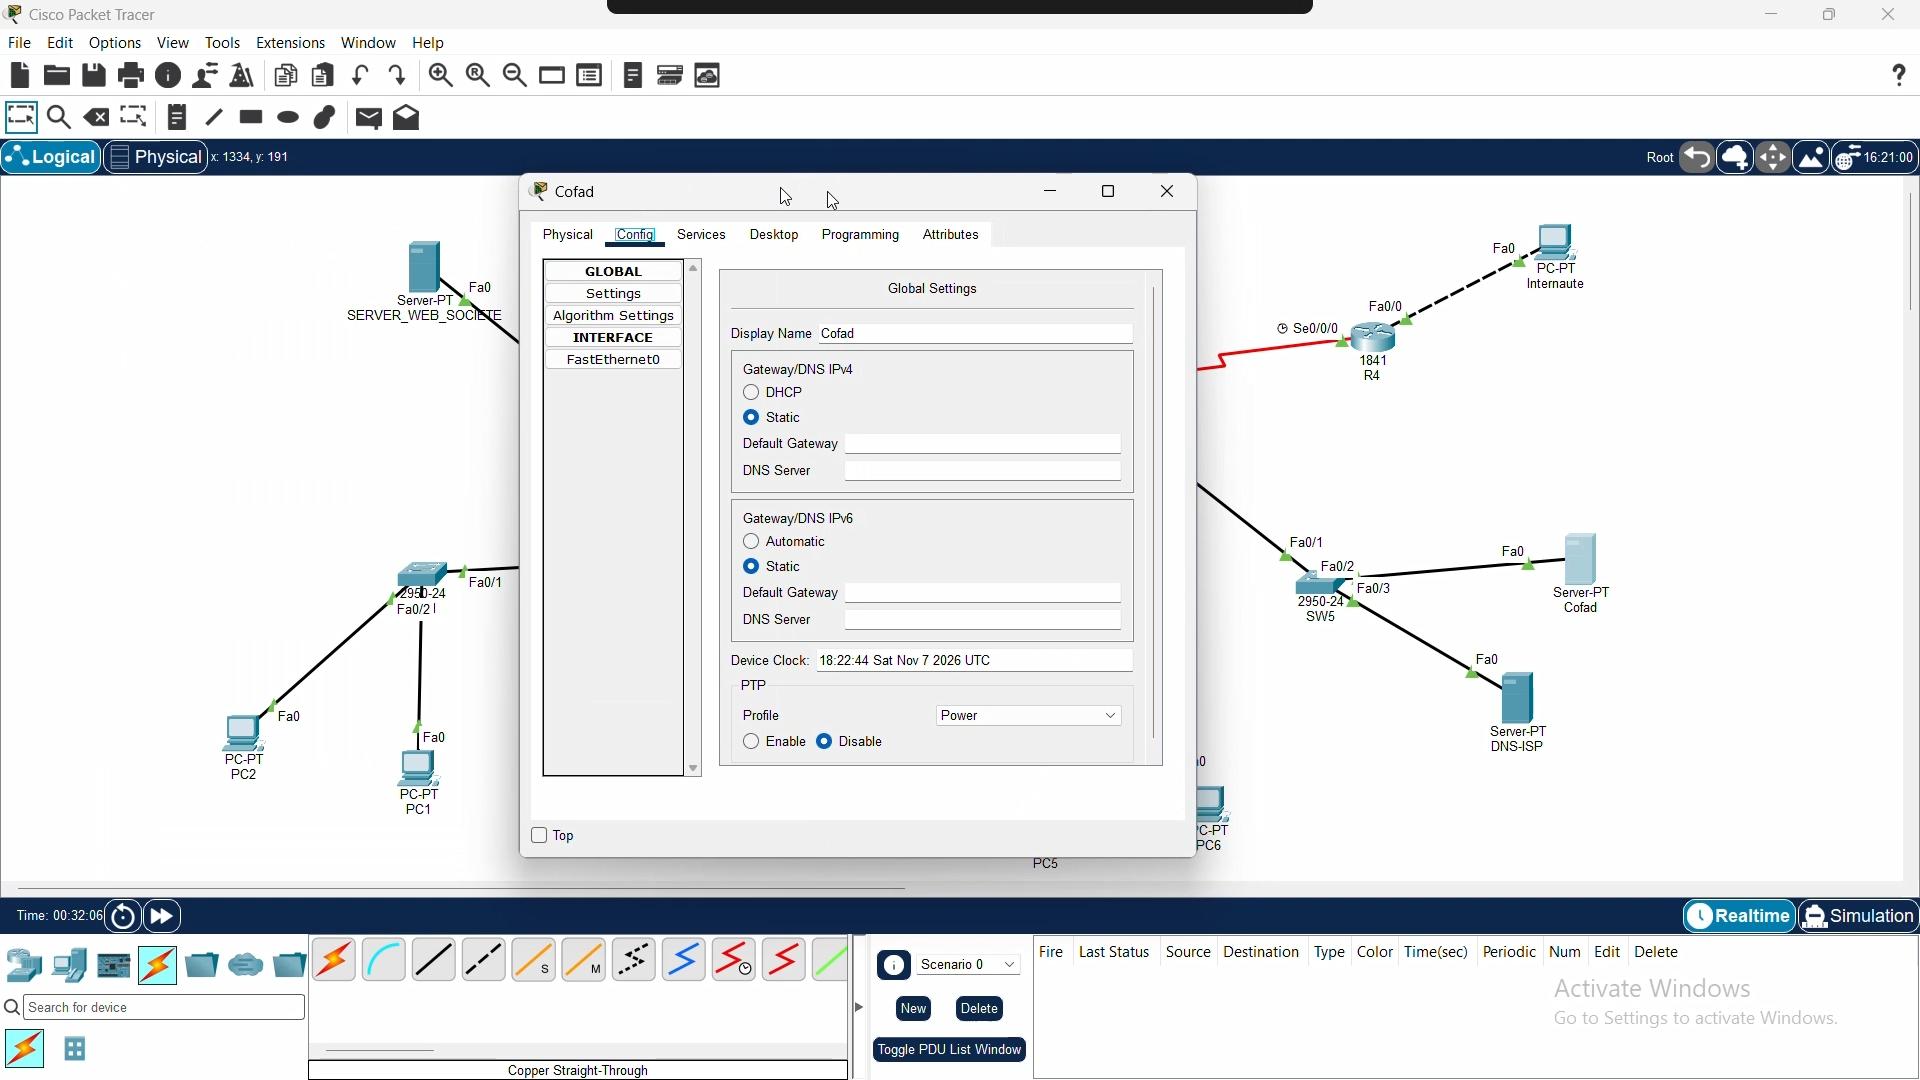 Cisco Packet Tracer
File Edit Options View Tools Extensions Window Help
Logical Physical x: 1334, y: 191 Root 16:21:00
Cofad
Physical Config Services Desktop Programming Attributes
GLOBAL
Settings
Algorithm Settings
INTERFACE
FastEthernet0
Global Settings
Display Name Cofad
Gateway/DNS IPv4
DHCP
Static
Default Gateway
DNS Server
Gateway/DNS IPv6
Automatic
Static
Default Gateway
DNS Server
Device Clock: 18:22:44 Sat Nov 7 2026 UTC
PTP
Profile Power
Enable Disable
Top
Fa0
Server-PT
SERVER_WEB_SOCIETE
Fa0/1
2950-24
Fa0/2
Fa0
PC-PT
PC2
Fa0
PC-PT
PC1
Fa0
PC-PT
Internaute
Fa0/0
Se0/0/0
1841
R4
Fa0/1
Fa0/2
Fa0/3
2950-24
SW5
Fa0
Server-PT
Cofad
Fa0
Server-PT
DNS-ISP
PC6
PC5
Time: 00:32:06 Realtime Simulation
Search for device
S
M
Copper Straight-Through
Scenario 0
New Delete
Toggle PDU List Window
Fire Last Status Source Destination Type Color Time(sec) Periodic Num Edit Delete
Activate Windows
Go to Settings to activate Windows.